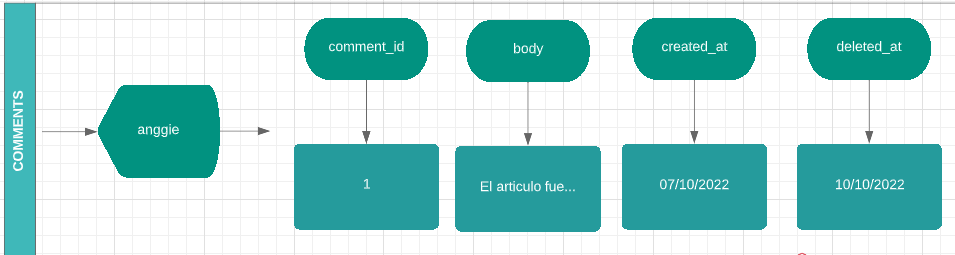 COMMENTS
anggie
comment_id
body
created_at
deleted_at
1
El articulo fue...
07/10/2022
10/10/2022